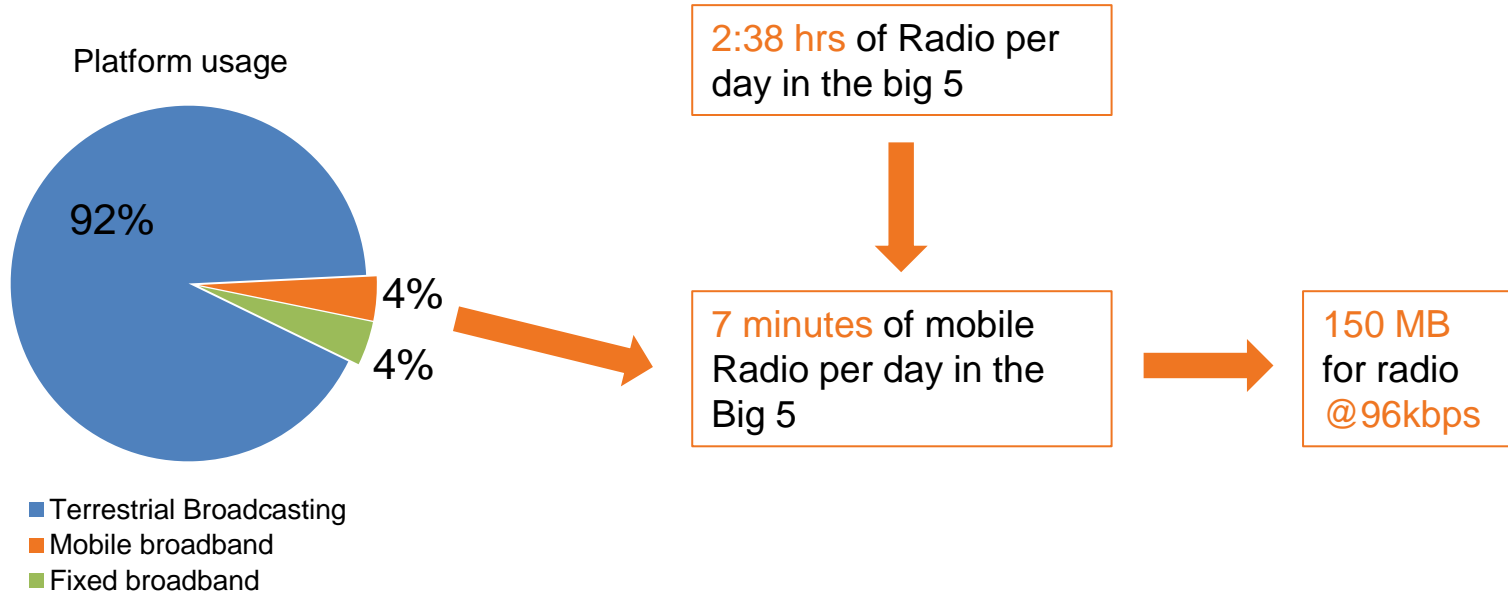 Platform usage
92%
4%
4%
Terrestrial Broadcasting
Mobile broadband
Fixed broadband
2:38 hrs of Radio per
day in the big 5
7 minutes of mobile
Radio per day in the
Big 5
150 MB
for radio
@96kbps